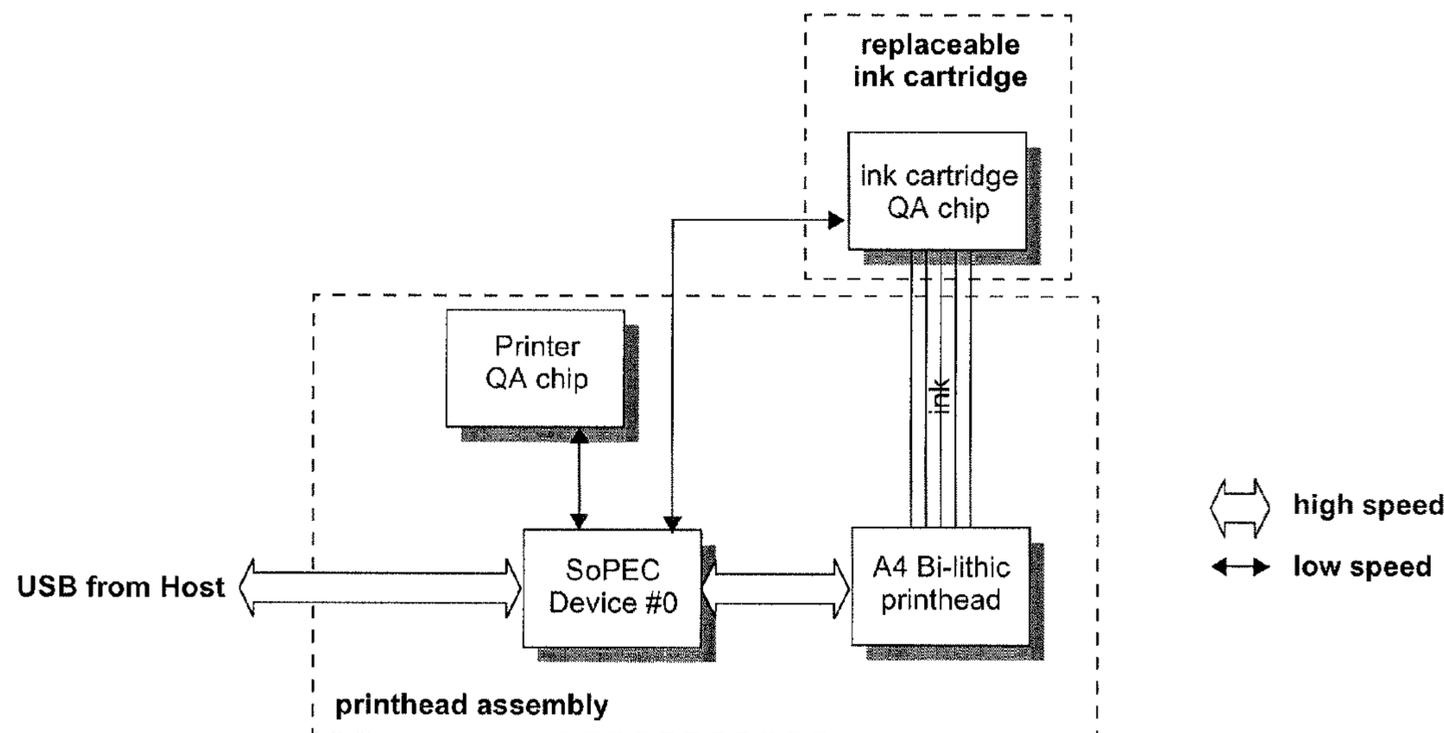 replaceable
ink cartridge
ink cartridge
QA chip
Printer
QA chip
ink
high speed
low speed
USB from Host
SoPEC
Device #0
A4 Bi-lithic
printhead
printhead assembly